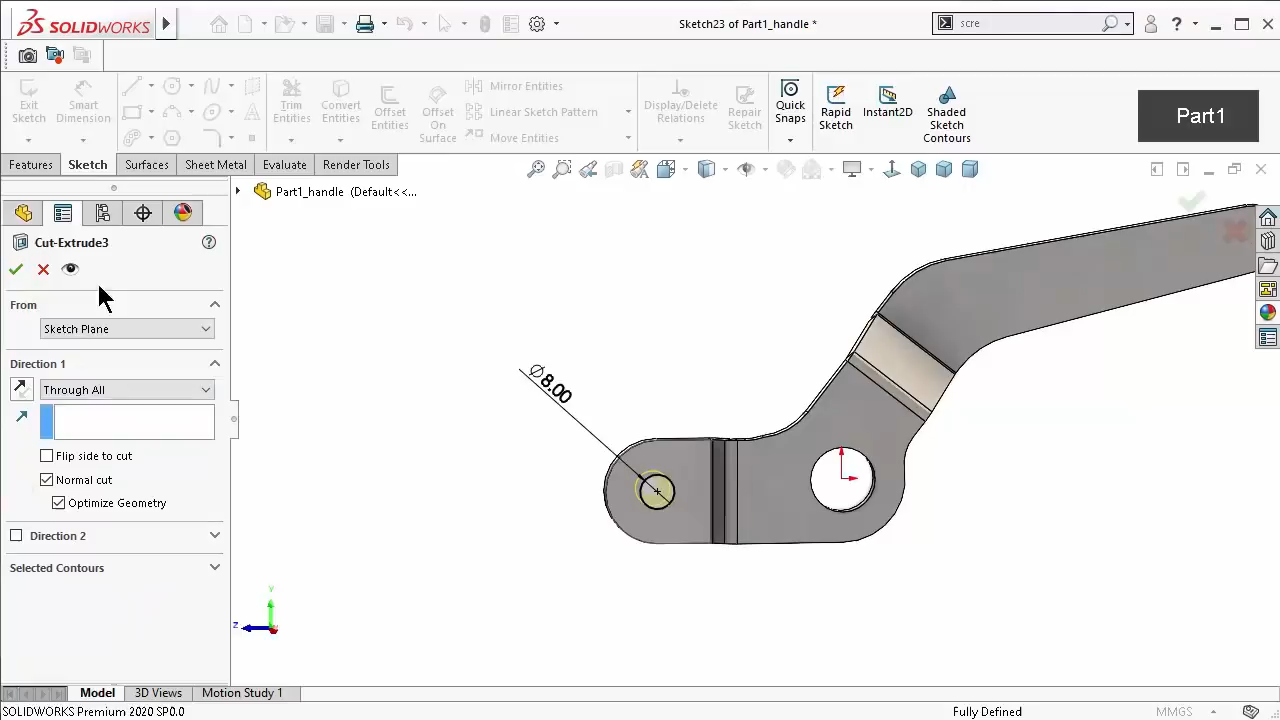 SOLIDWORKS
Sketch23 of Part1_handle *
scre
?
Exit Sketch
Smart Dimension
Trim Entities
Convert Entities
Offset Entities
Offset On Surface
Mirror Entities
Linear Sketch Pattern
Move Entities
Display/Delete Relations
Repair Sketch
Quick Snaps
Rapid Sketch
Instant2D
Shaded Sketch Contours
Part1
Features
Sketch
Surfaces
Sheet Metal
Evaluate
Render Tools
Part1_handle (Default<<...
Cut-Extrude3
?
From
Sketch Plane
Direction 1
Through All
Flip side to cut
Normal cut
Optimize Geometry
Direction 2
Selected Contours
∅8.00
Y
Z
Model
3D Views
Motion Study 1
SOLIDWORKS Premium 2020 SP0.0
Fully Defined
MMGS